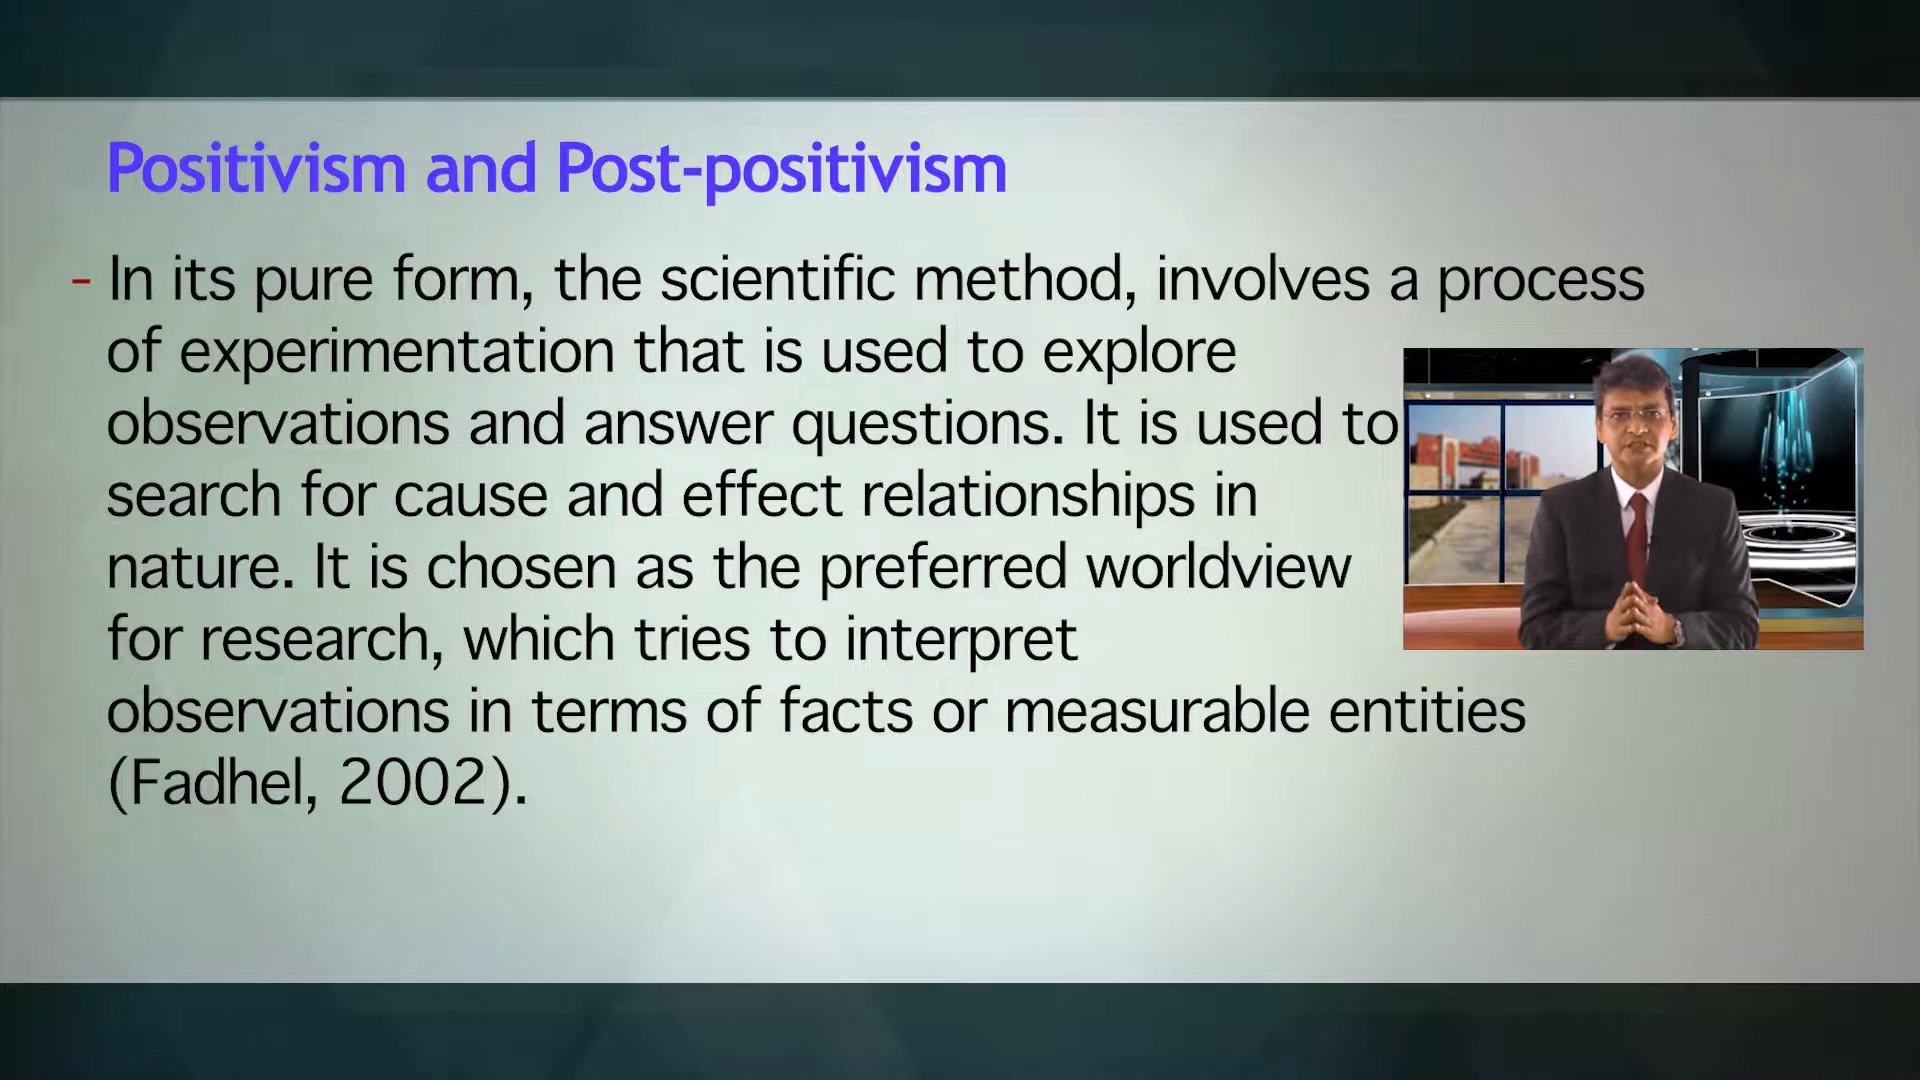 Positivism and Post-positivism
- In its pure form, the scientific method, involves a process
of experimentation that is used to explore
observations and answer questions. It is used to
search for cause and effect relationships in
nature. It is chosen as the preferred worldview
for research, which tries to interpret
observations in terms of facts or measurable entities
(Fadhel, 2002).